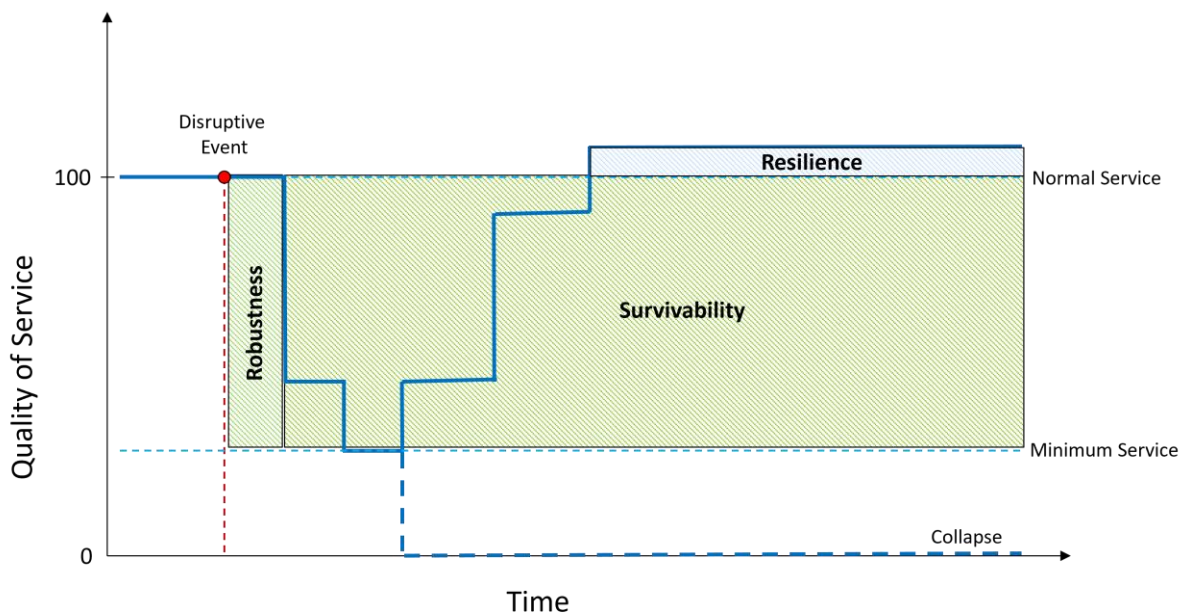 Disruptive
Event
Resilience
100
Normal Service
Quality of Service
Robustness
Survivability
Minimum Service
Collapse
0
Time